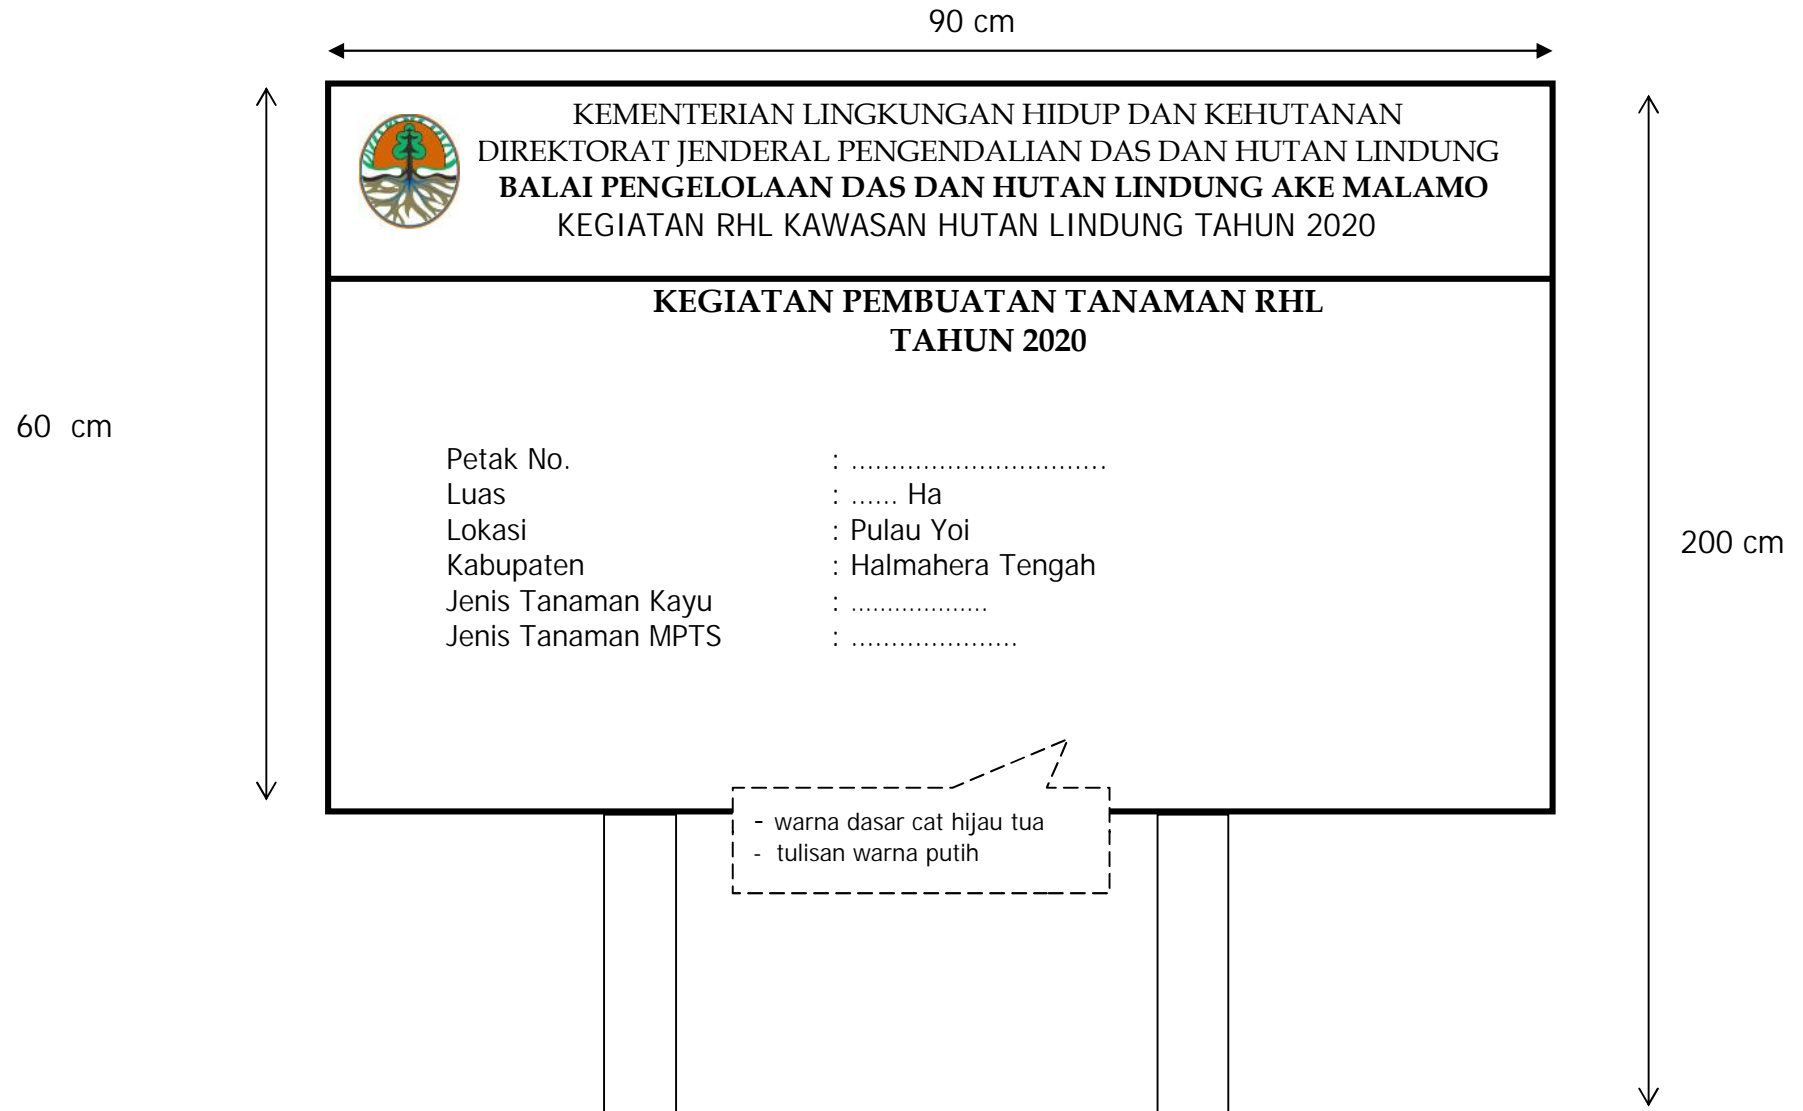 90 cm
KEMENTERIAN LINGKUNGAN HIDUP DAN KEHUTANAN
DIREKTORAT JENDERAL PENGENDALIAN DAS DAN HUTAN LINDUNG
BALAI PENGELOLAAN DAS DAN HUTAN LINDUNG AKE MALAMO
KEGIATAN RHL KAWASAN HUTAN LINDUNG TAHUN 2020
KEGIATAN PEMBUATAN TANAMAN RHL
TAHUN 2020
60 cm
Petak No. : ................................
Luas : ...... Ha
Lokasi : Pulau Yoi
Kabupaten : Halmahera Tengah
Jenis Tanaman Kayu : ...................
Jenis Tanaman MPTS : .....................
200 cm
- warna dasar cat hijau tua
- tulisan warna putih